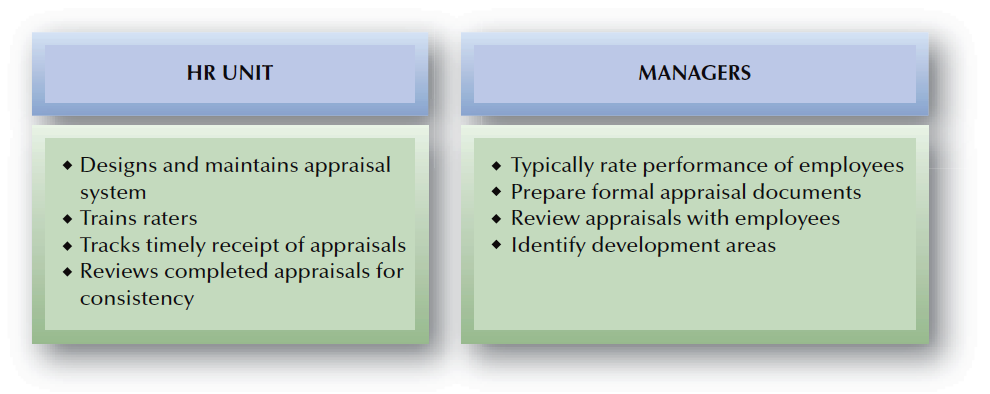 HR UNIT
◆ Designs and maintains appraisal
system
◆ Trains raters
◆ Tracks timely receipt of appraisals
◆ Reviews completed appraisals for
consistency
MANAGERS
◆ Typically rate performance of employees
◆ Prepare formal appraisal documents
◆ Review appraisals with employees
◆ Identify development areas